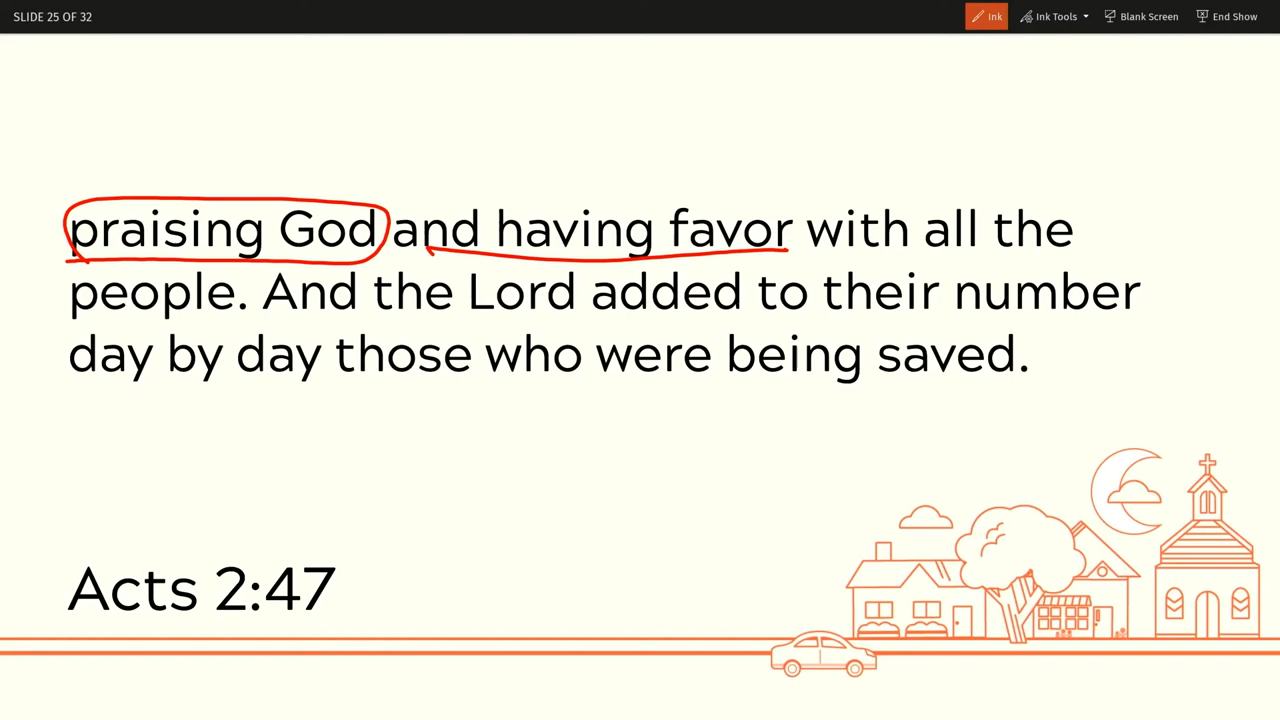 SLIDE 25 OF 32
Ink
Ink Tools
Blank Screen
End Show
praising God and having favor with all the
people. And the Lord added to their number
day by day those who were being saved.
Acts 2:47